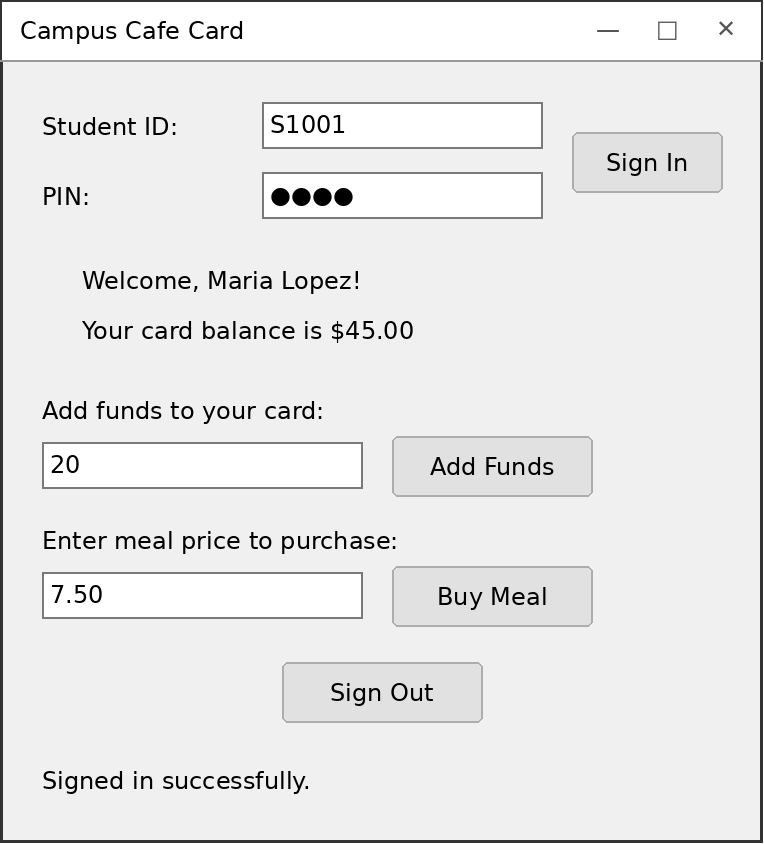 Campus Cafe Card
Student ID: S1001
Sign In
PIN: ●●●●
Welcome, Maria Lopez!
Your card balance is $45.00
Add funds to your card:
20 Add Funds
Enter meal price to purchase:
7.50 Buy Meal
Sign Out
Signed in successfully.